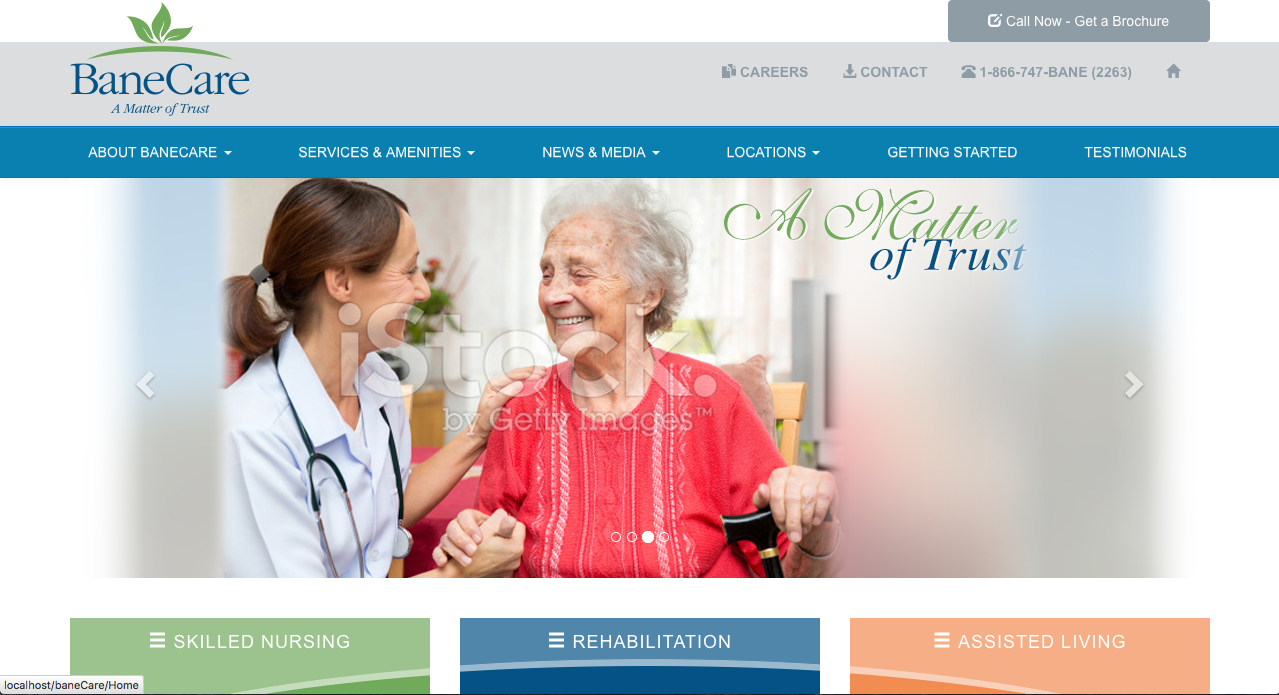 Call Now - Get a Brochure
BaneCare
A Matter of Trust
CAREERS
CONTACT
1-866-747-BANE (2263)
ABOUT BANECARE
SERVICES & AMENITIES
NEWS & MEDIA
LOCATIONS
GETTING STARTED
TESTIMONIALS
A Matter
of Trust
iStock.
by Getty Images™
SKILLED NURSING
REHABILITATION
ASSISTED LIVING
localhost/baneCare/Home